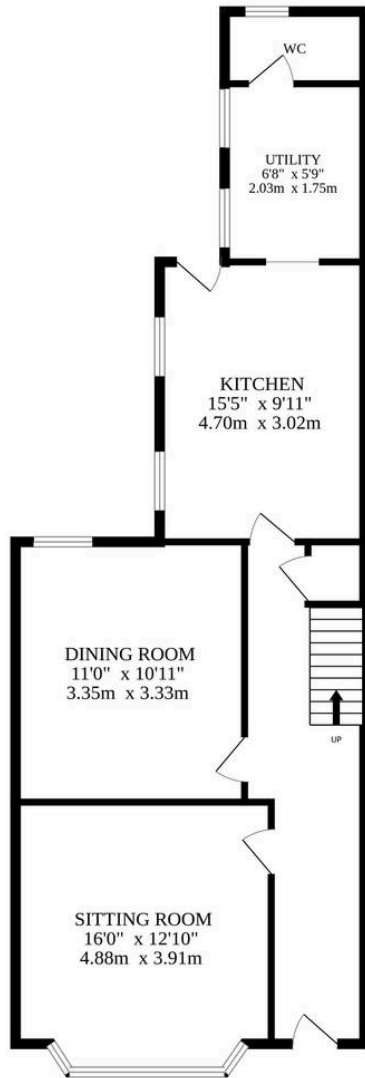 WC
UTILITY
6'8" x 5'9"
2.03m x 1.75m
KITCHEN
15'5" x 9'11"
4.70m x 3.02m
DINING ROOM
11'0" x 10'11"
3.35m x 3.33m
UP
SITTING ROOM
16'0" x 12'10"
4.88m x 3.91m